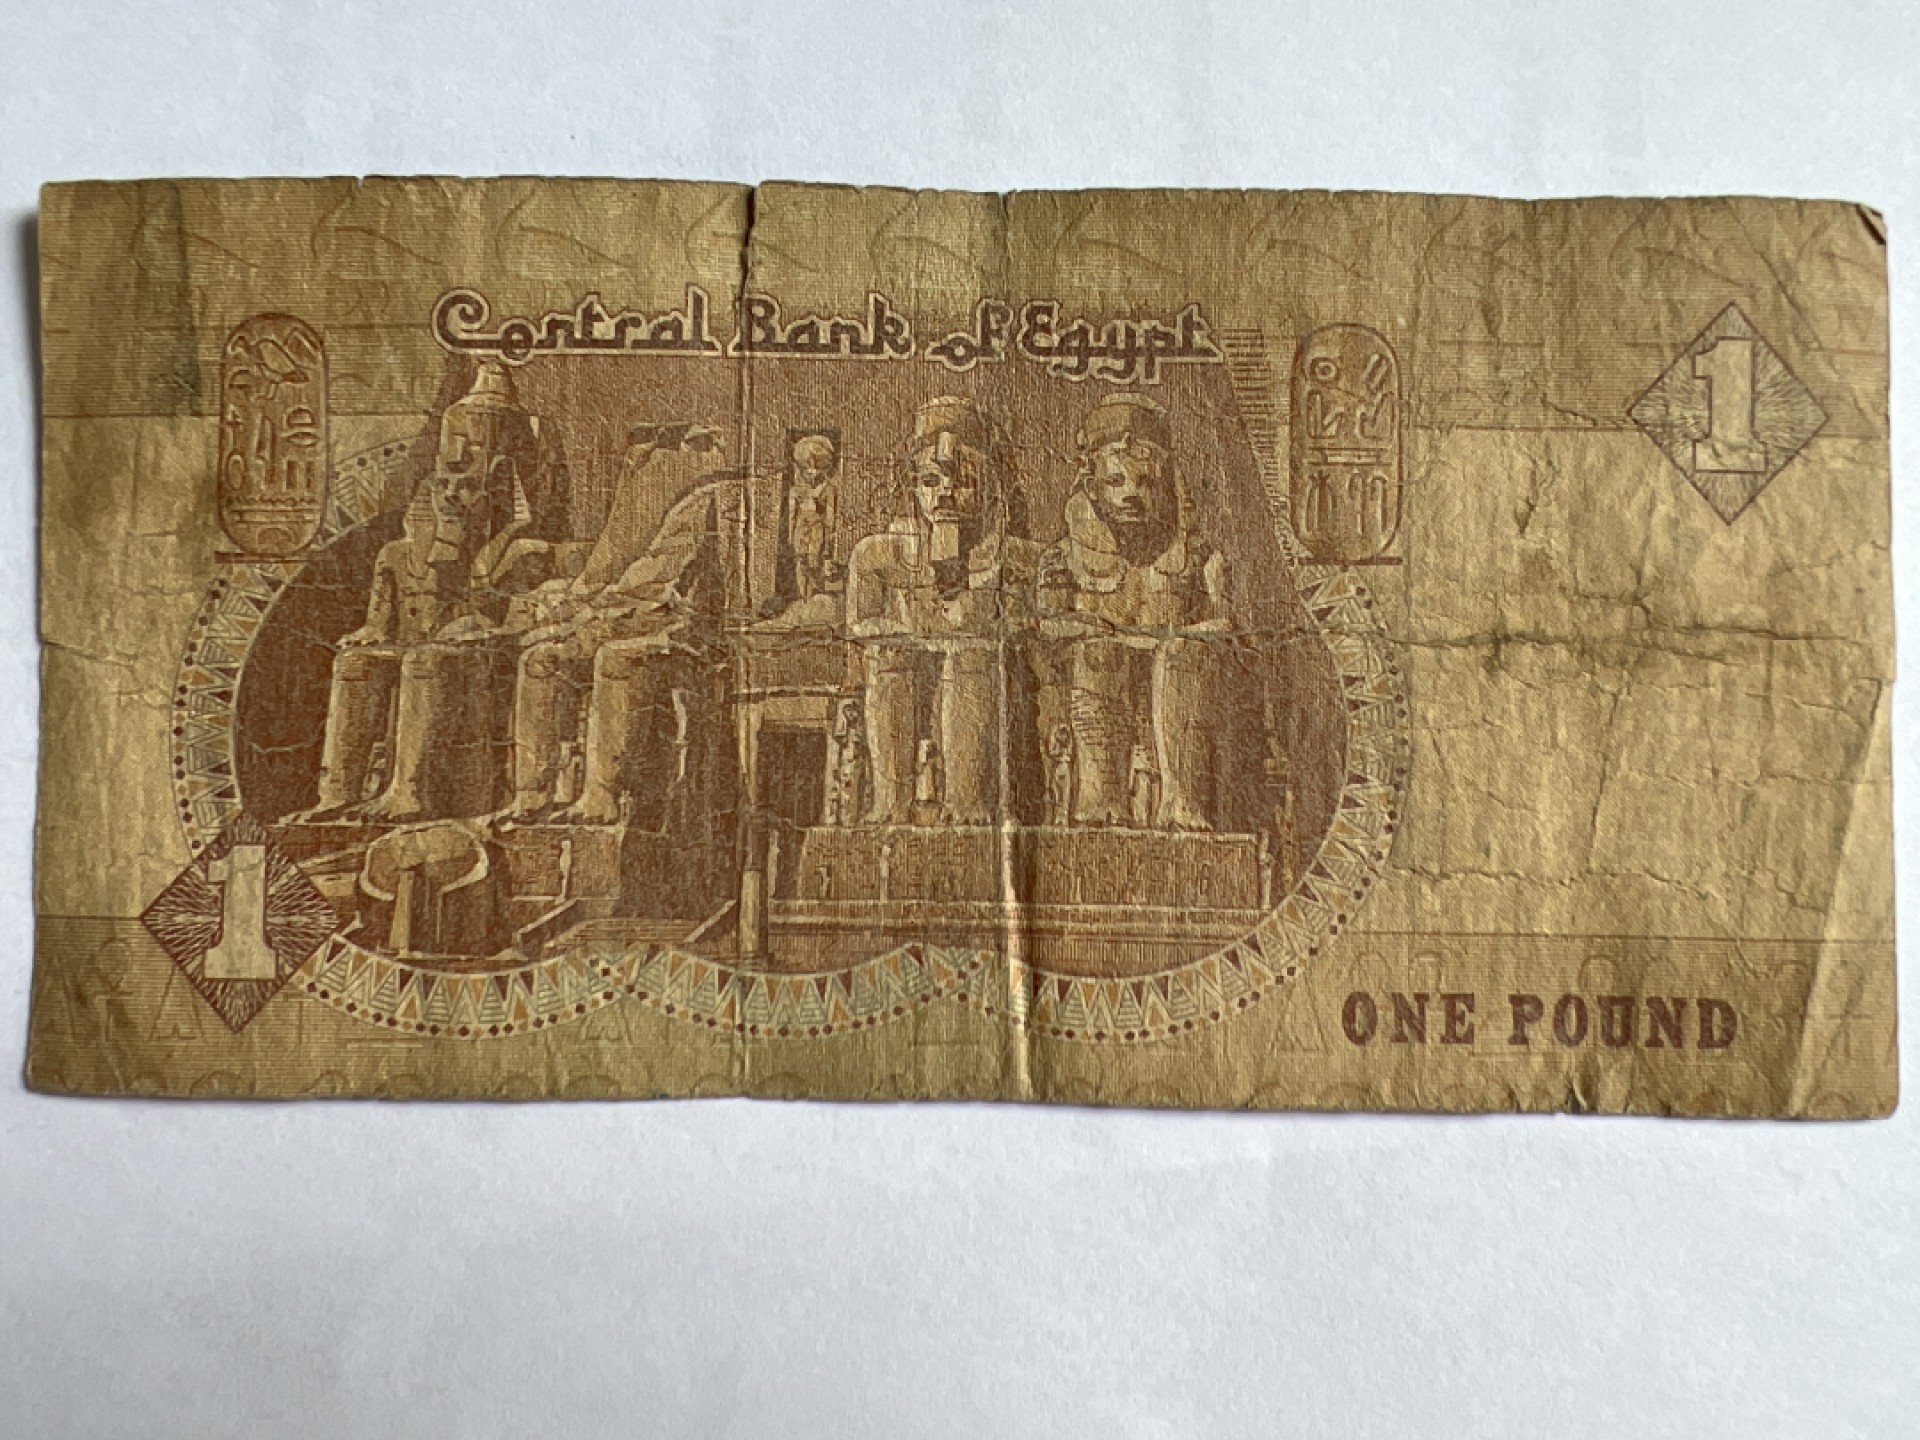 Central Bank of Egypt
1
1
ONE POUND